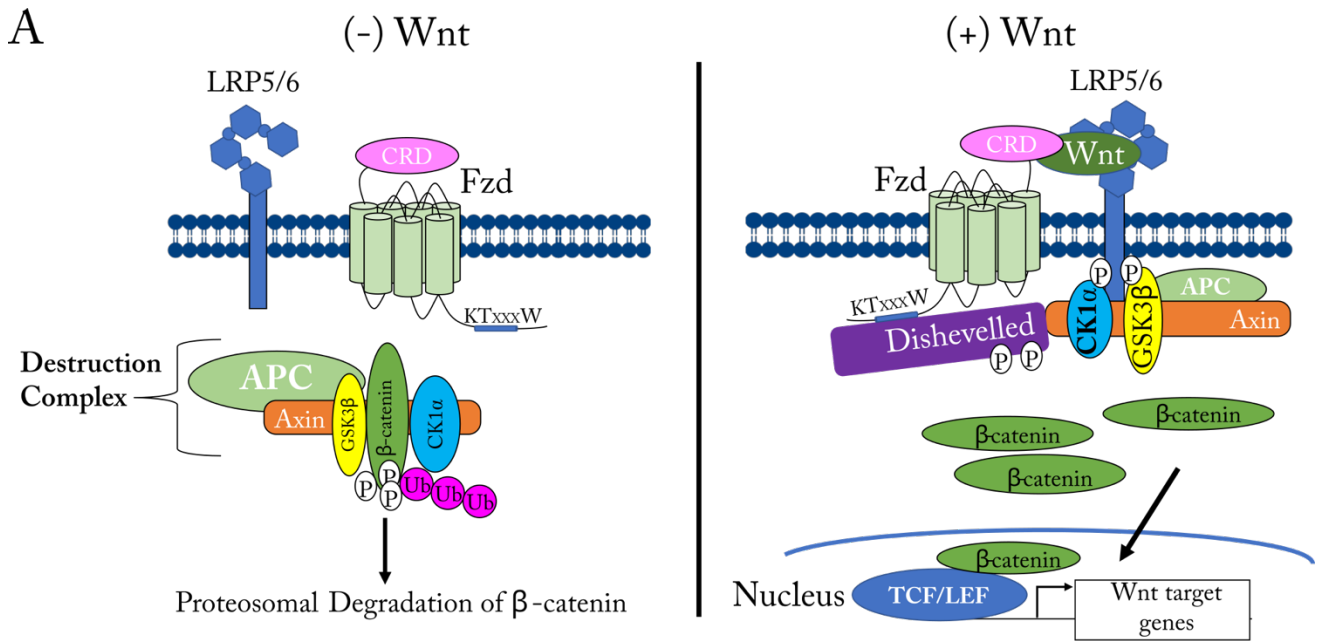 A
(-) Wnt
LRP5/6
CRD
Fzd
KTxxxW
Destruction
Complex
APC
Axin
GSK3β
β-catenin
CK1α
P
P
P
Ub
Ub
Ub
Proteosomal Degradation of β-catenin
(+) Wnt
LRP5/6
CRD
Wnt
Fzd
KTxxxW
Dishevelled
P
P
P
P
CK1α
GSK3β
APC
Axin
β-catenin
β-catenin
β-catenin
β-catenin
Nucleus
TCF/LEF
Wnt target
genes